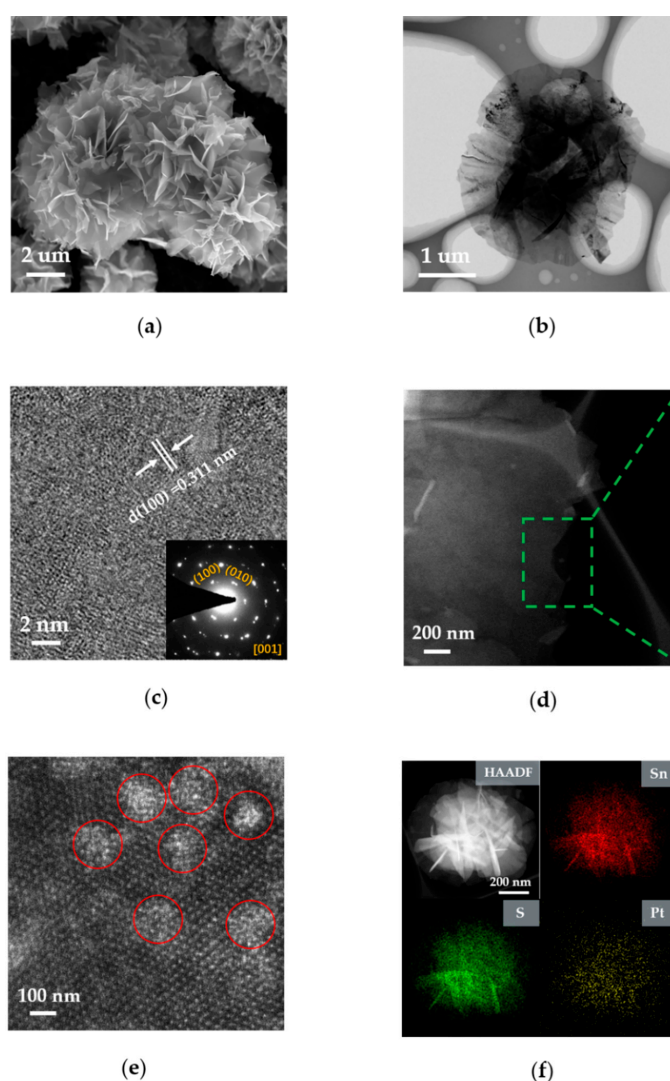 2 um
1 um
(a)
(b)
d(100) =0.311 nm
(100) (010)
2 nm
[001]
200 nm
(c)
(d)
HAADF
Sn
200 nm
S
Pt
100 nm
(e)
(f)